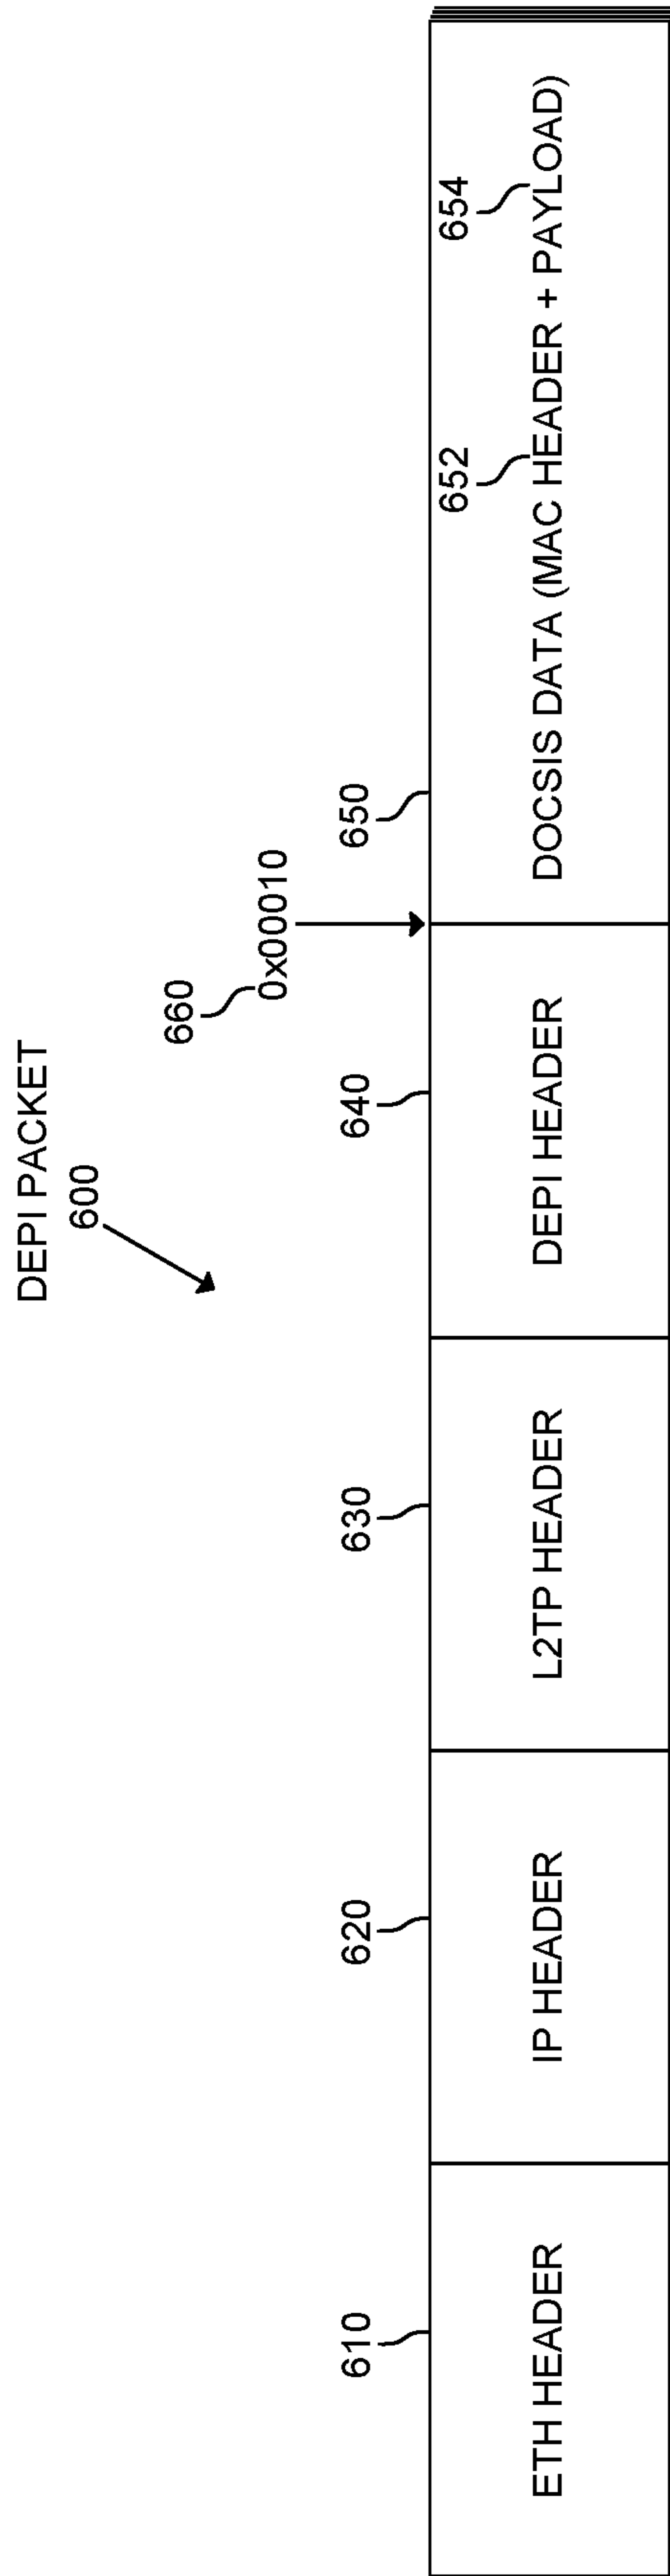 DEPI PACKET
600
660
0x00010
610
620
630
640
650
652
654
ETH HEADER
IP HEADER
L2TP HEADER
DEPI HEADER
DOCSIS DATA (MAC HEADER + PAYLOAD)